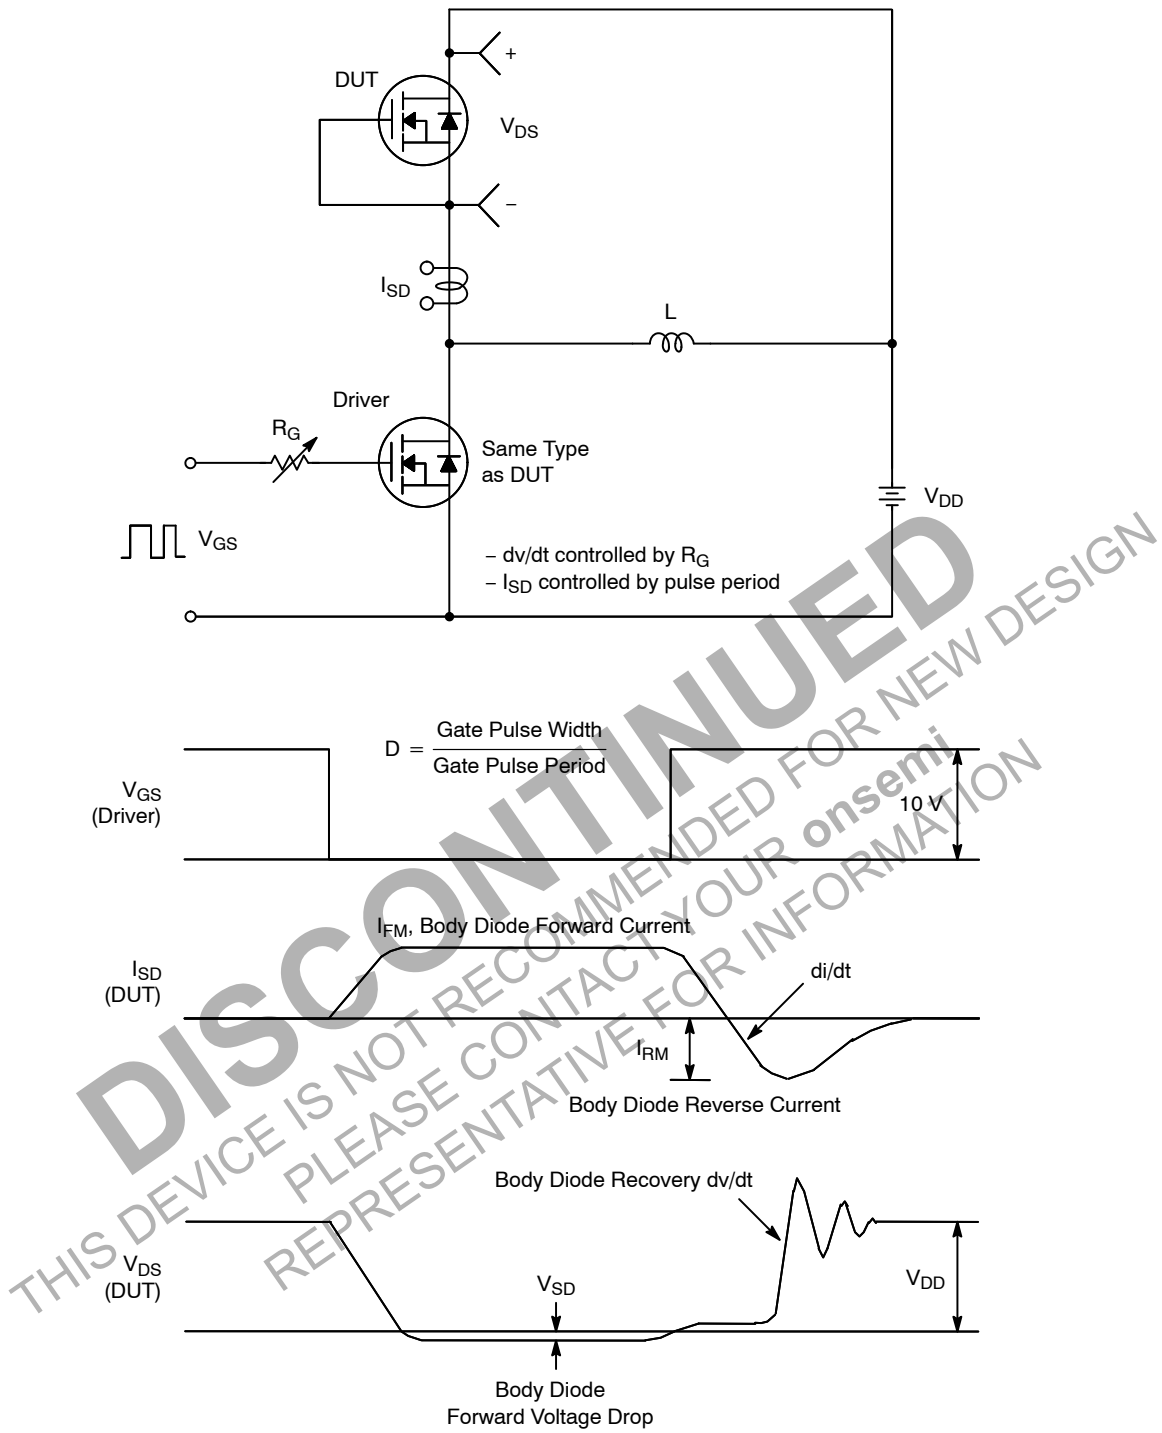 +
DUT
VDS
−
ISD
L
Driver
RG
Same Type
as DUT
VDD
VGS
− dv/dt controlled by RG
− ISD controlled by pulse period
D = Gate Pulse Width
Gate Pulse Period
VGS
(Driver)
10 V
IFM, Body Diode Forward Current
ISD
(DUT)
di/dt
IRM
Body Diode Reverse Current
Body Diode Recovery dv/dt
VDS
(DUT)
VSD
VDD
Body Diode
Forward Voltage Drop
DISCONTINUED
THIS DEVICE IS NOT RECOMMENDED FOR NEW DESIGN
PLEASE CONTACT YOUR onsemi
REPRESENTATIVE FOR INFORMATION